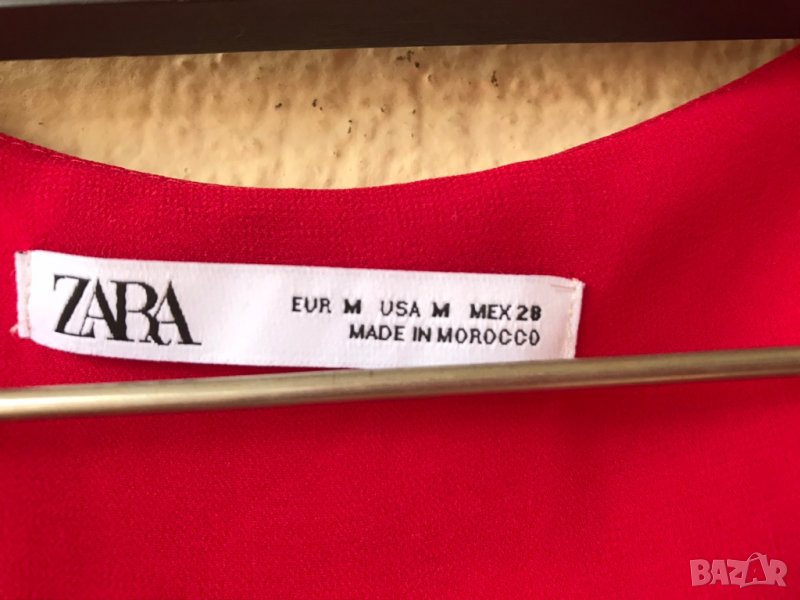 ZARA
EUR M USA M MEX 28
MADE IN MOROCCO
BAZAR